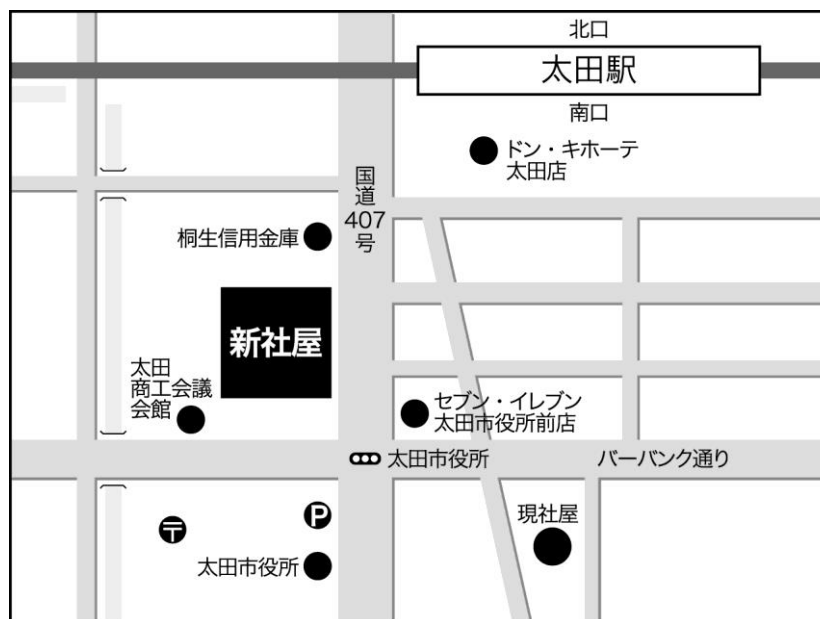 北口
太田駅
南口
ドン・キホーテ
太田店
国道
407
号
桐生信用金庫
新社屋
太田
商工会議
会館
セブン・イレブン
太田市役所前店
太田市役所
バーバンク通り
〒
P
現社屋
太田市役所